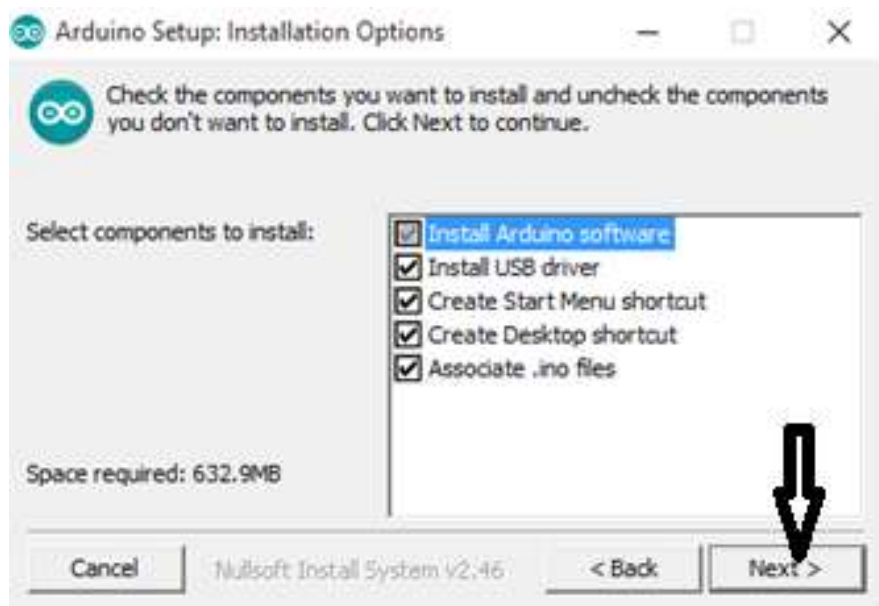 Arduino Setup: Installation Options
Check the components you want to install and uncheck the components
you don't want to install. Click Next to continue.
Select components to install:
Install Arduino software
Install USB driver
Create Start Menu shortcut
Create Desktop shortcut
Associate .ino files
Space required: 632.9MB
Cancel
Nullsoft Install System v2.46
< Back
Next >